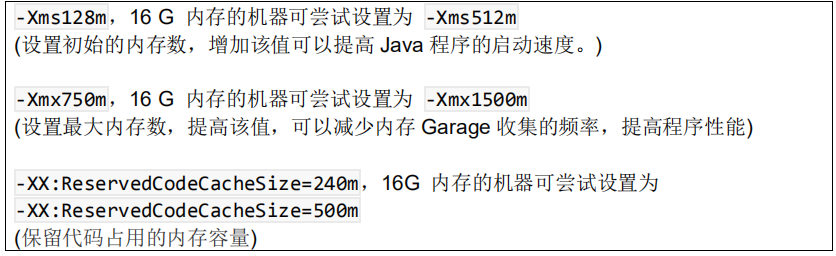 -Xms128m，16 G 内存的机器可尝试设置为 -Xms512m
(设置初始的内存数，增加该值可以提高 Java 程序的启动速度。)
-Xmx750m，16 G 内存的机器可尝试设置为 -Xmx1500m
(设置最大内存数，提高该值，可以减少内存 Garage 收集的频率，提高程序性能)
-XX:ReservedCodeCacheSize=240m，16G 内存的机器可尝试设置为
-XX:ReservedCodeCacheSize=500m
(保留代码占用的内存容量)